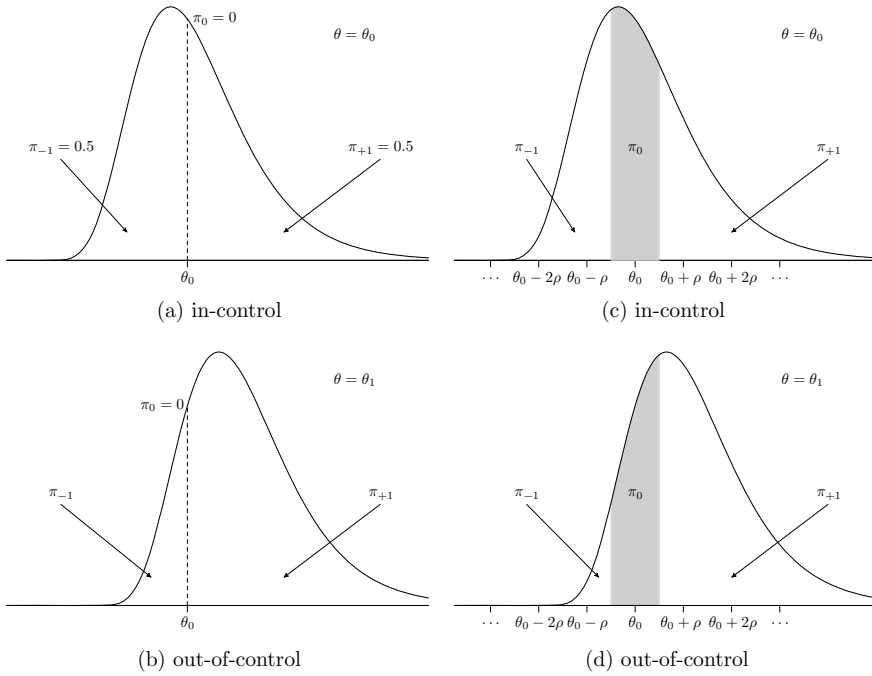 π₀ = 0
θ = θ₀
π₋₁ = 0.5
π₊₁ = 0.5
θ₀
(a) in-control
θ = θ₀
π₋₁
π₀
π₊₁
··· θ₀ − 2ρ θ₀ − ρ θ₀ θ₀ + ρ θ₀ + 2ρ ···
(c) in-control
θ = θ₁
π₀ = 0
π₋₁
π₊₁
θ₀
(b) out-of-control
θ = θ₁
π₋₁
π₀
π₊₁
··· θ₀ − 2ρ θ₀ − ρ θ₀ θ₀ + ρ θ₀ + 2ρ ···
(d) out-of-control